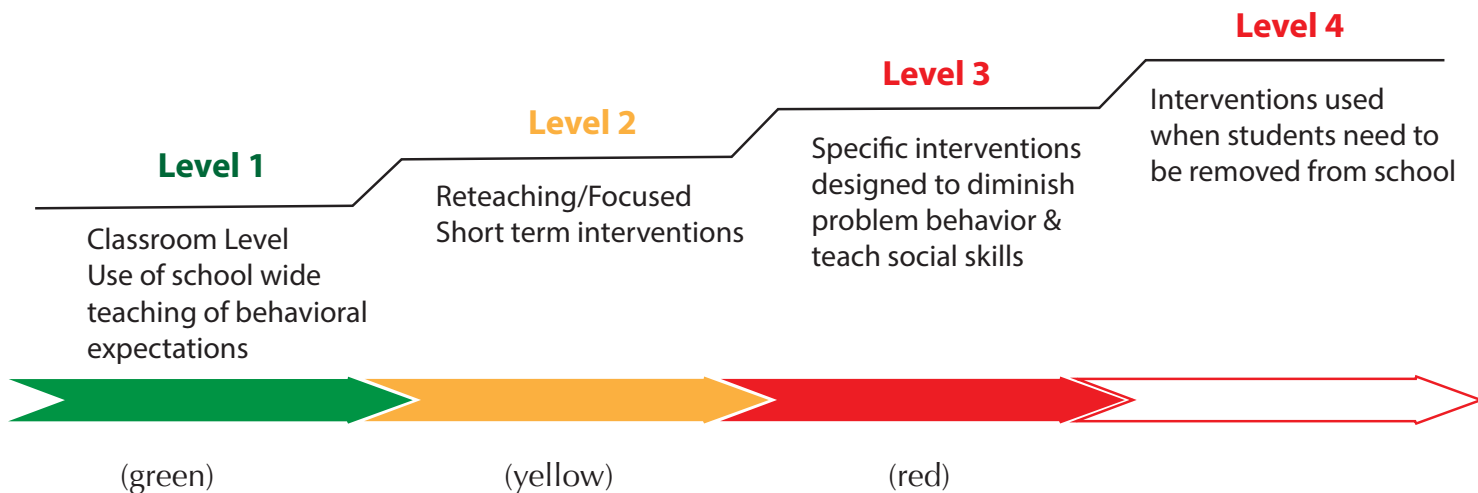 Level 1
Classroom Level
Use of school wide
teaching of behavioral
expectations
Level 2
Reteaching/Focused
Short term interventions
Level 3
Specific interventions
designed to diminish
problem behavior &
teach social skills
Level 4
Interventions used
when students need to
be removed from school
(green)
(yellow)
(red)